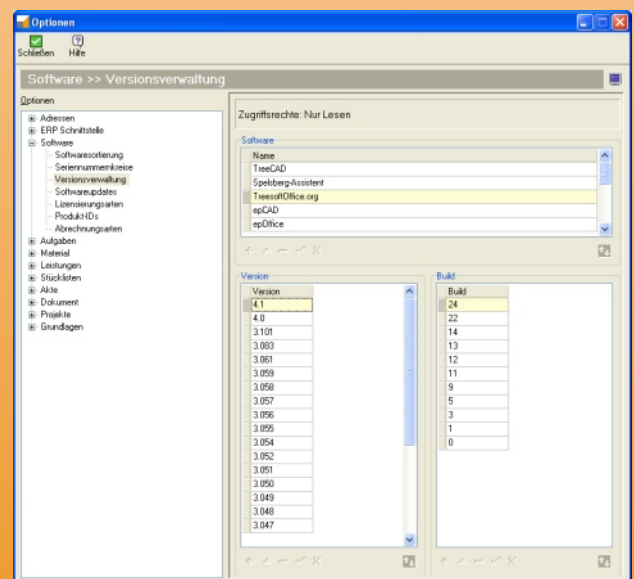 Optionen
Schließen Hilfe
Software >> Versionsverwaltung
Optionen
Adressen
ERP Schnittstelle
Software
Softwaresortierung
Seriennummernkreise
Versionsverwaltung
Softwareupdates
Lizensierungsarten
Produkt-IDs
Abrechnungsarten
Aufgaben
Material
Leistungen
Stücklisten
Akte
Dokument
Projekte
Grundlagen
Zugriffsrechte: Nur Lesen
Software
Name
TreeCAD
Spelsberg-Assistent
TreesoftOffice.org
epCAD
epOffice
Version
Version
4.1
4.0
3.101
3.083
3.061
3.059
3.058
3.057
3.056
3.055
3.054
3.052
3.051
3.050
3.049
3.048
3.047
Build
Build
24
22
14
13
12
11
9
5
3
1
0